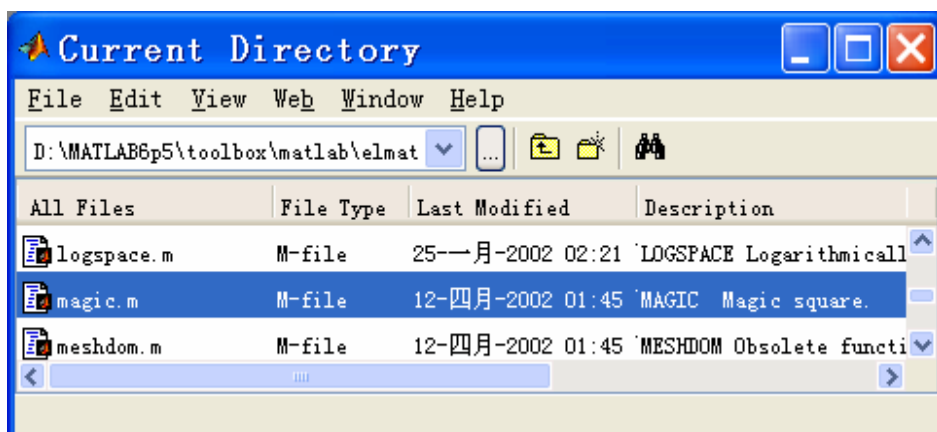 Current Directory
File Edit View Web Window Help
D:\MATLAB6p5\toolbox\matlab\elmat ...
All Files File Type Last Modified Description
logspace.m M-file 25-一月-2002 02:21 LOGSPACE Logarithmicall
magic.m M-file 12-四月-2002 01:45 MAGIC Magic square.
meshdom.m M-file 12-四月-2002 01:45 MESHDOM Obsolete functi